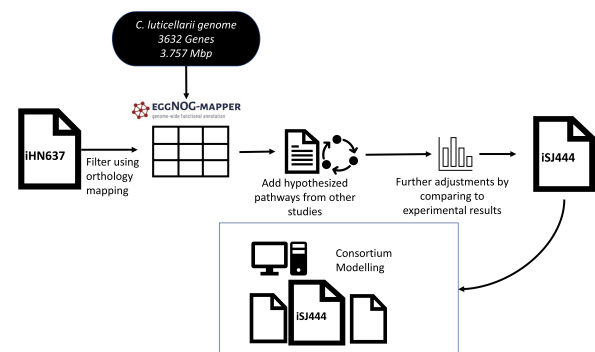 C. luticellarii genome
3632 Genes
3.757 Mbp
EGGNOG-MAPPER
genome-wide functional annotation
iHN637
Filter using
orthology
mapping
Add hypothesized
pathways from other
studies
Further adjustments by
comparing to
experimental results
iSJ444
Consortium
Modelling
iSJ444